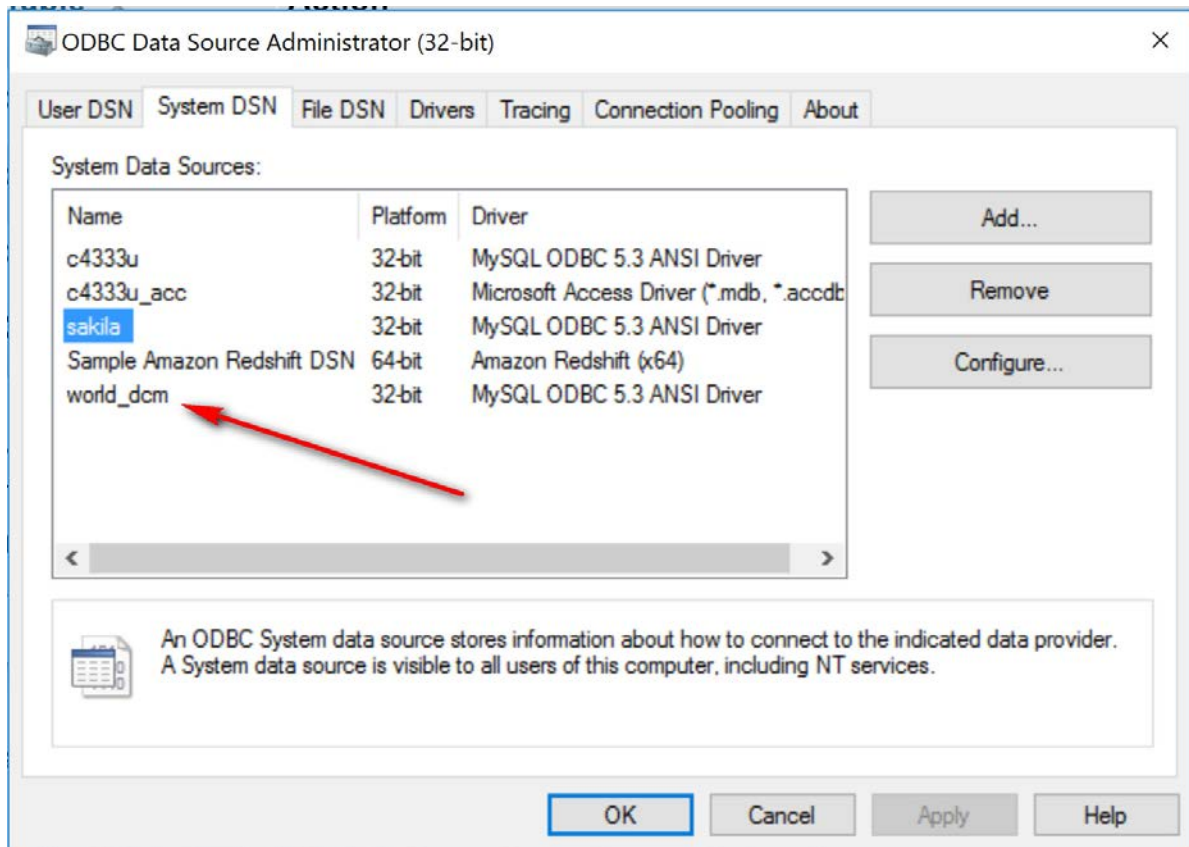 ODBC Data Source Administrator (32-bit)
User DSN System DSN File DSN Drivers Tracing Connection Pooling About
System Data Sources:
Name Platform Driver
c4333u 32-bit MySQL ODBC 5.3 ANSI Driver
c4333u_acc 32-bit Microsoft Access Driver (*.mdb, *.accdb
sakila 32-bit MySQL ODBC 5.3 ANSI Driver
Sample Amazon Redshift DSN 64-bit Amazon Redshift (x64)
world_dcm 32-bit MySQL ODBC 5.3 ANSI Driver
Add...
Remove
Configure...
An ODBC System data source stores information about how to connect to the indicated data provider.
A System data source is visible to all users of this computer, including NT services.
OK Cancel Apply Help